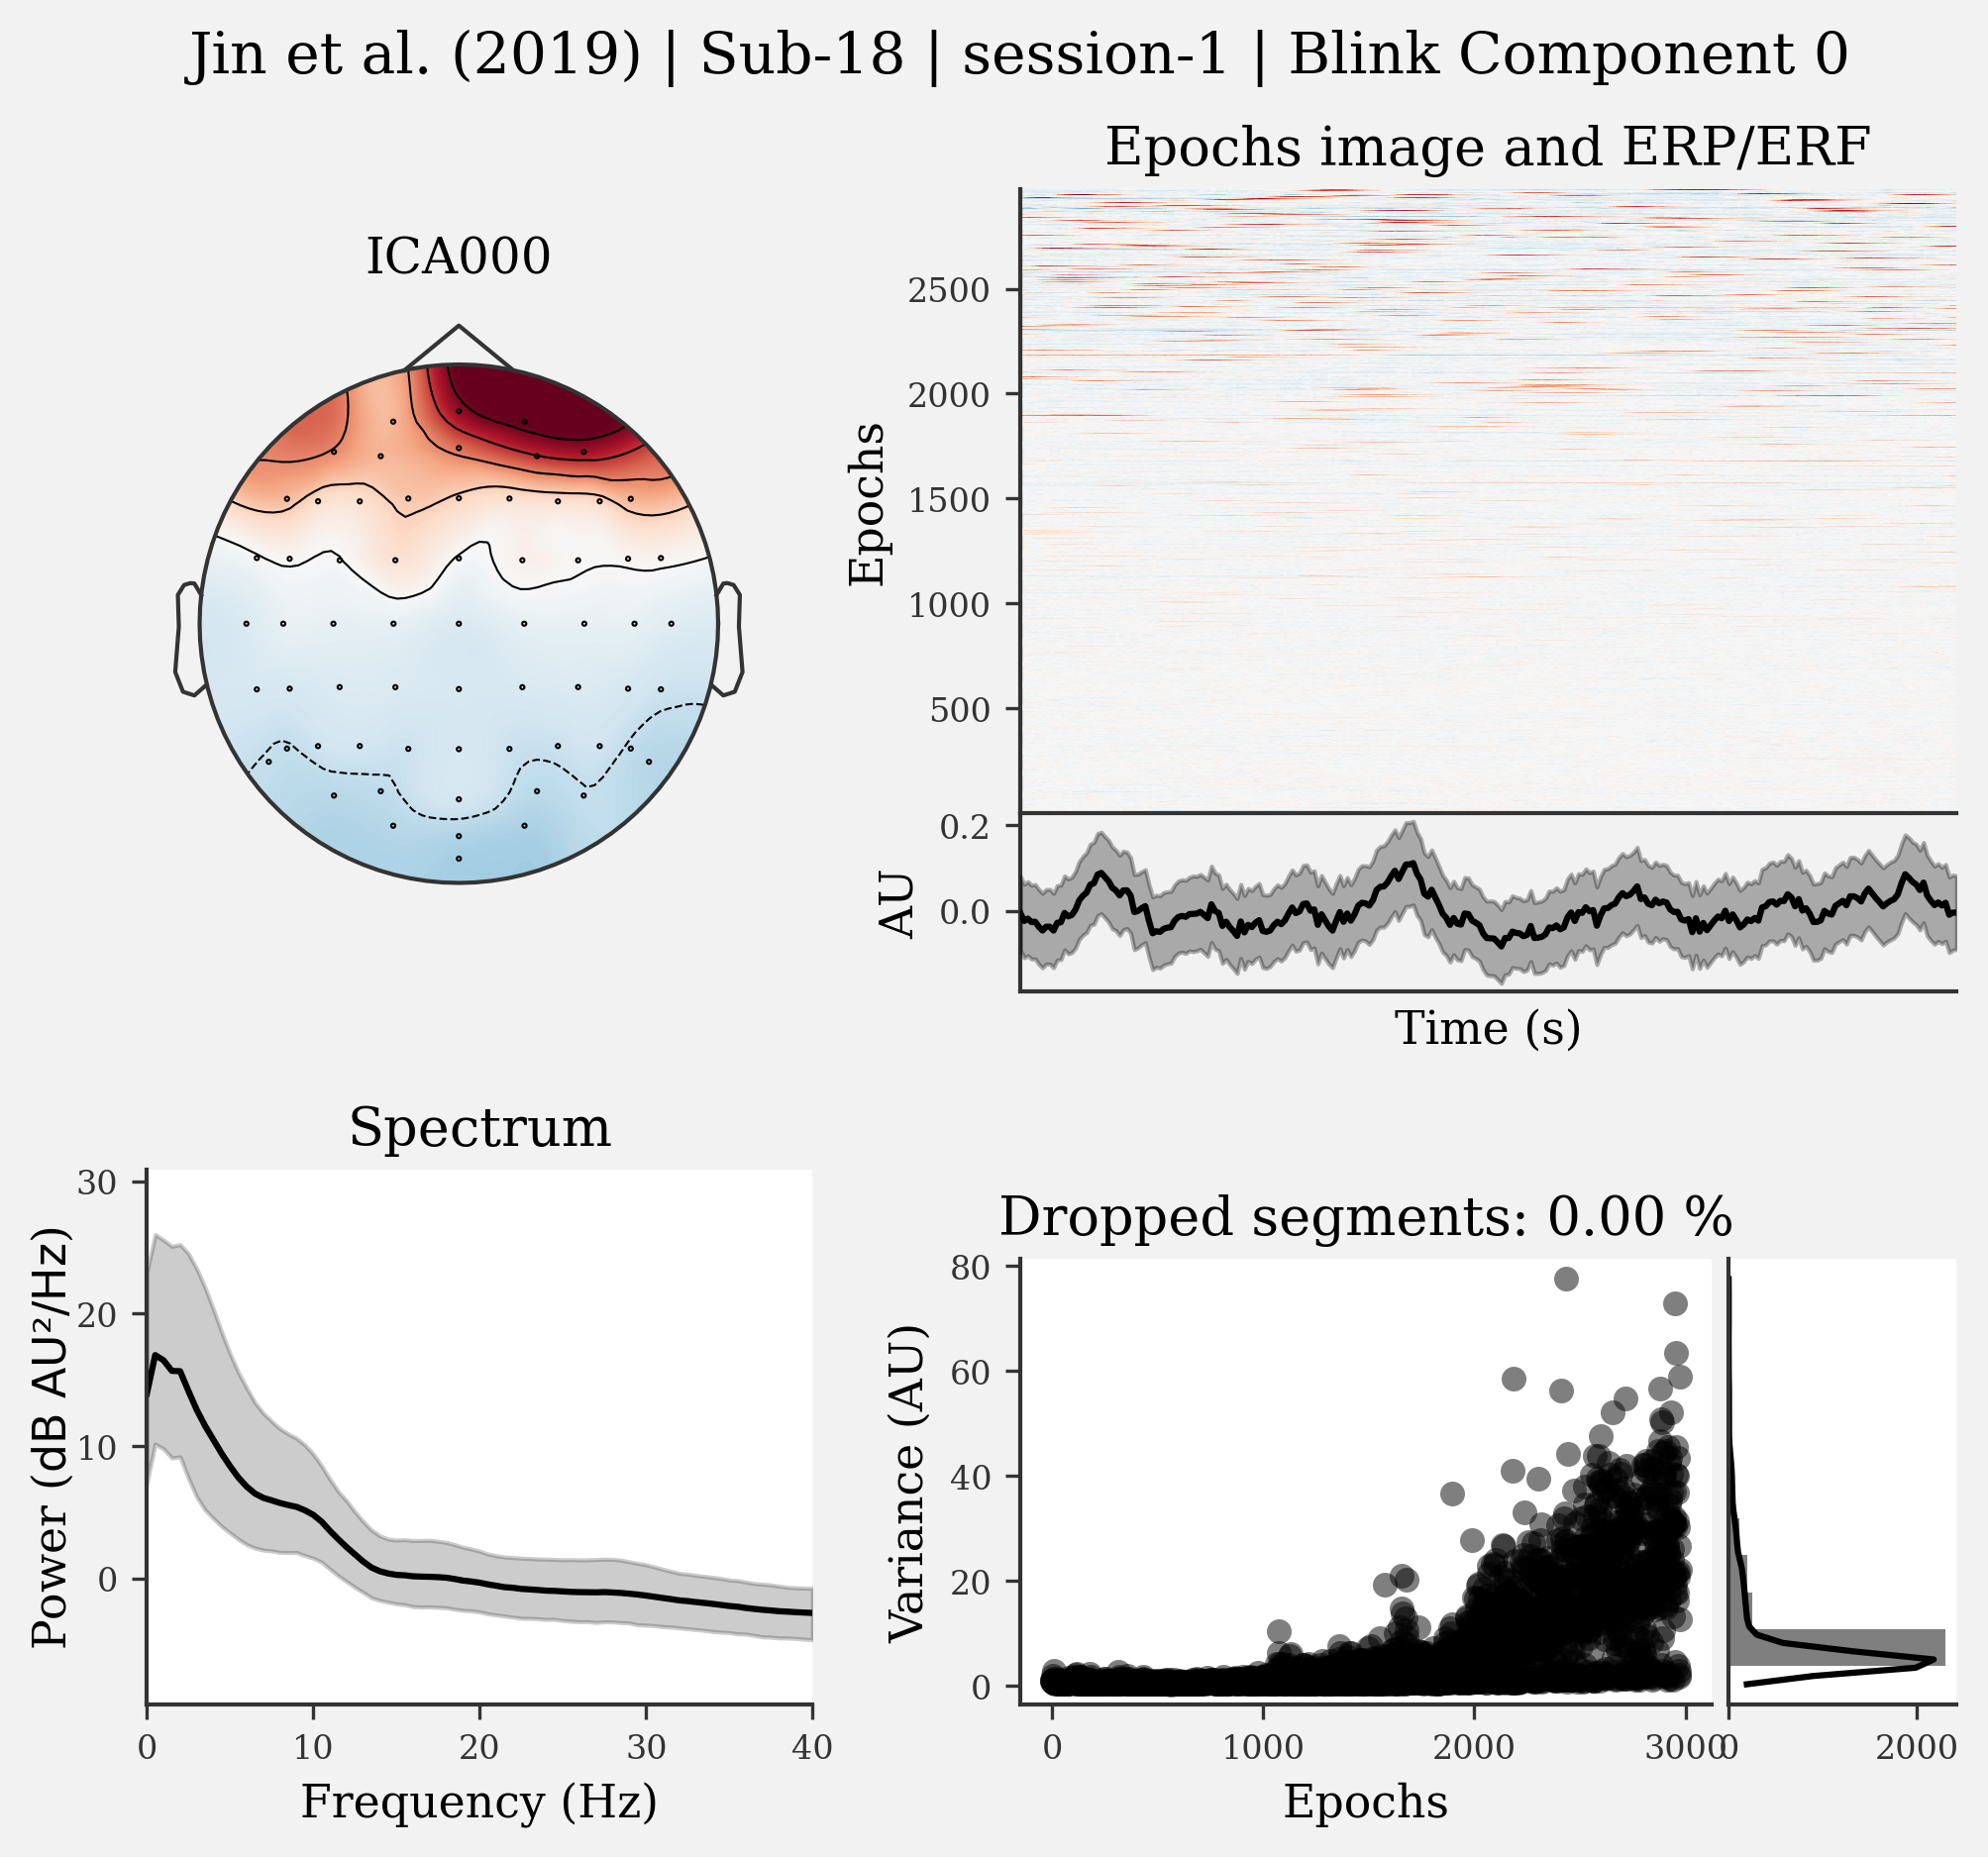 Jin et al. (2019) | Sub-18 | session-1 | Blink Component 0
ICA000
Epochs image and ERP/ERF
Epochs
2500
2000
1500
1000
500
AU
0.2
0.0
Time (s)
Spectrum
Power (dB AU²/Hz)
30
20
10
0
0 10 20 30 40
Frequency (Hz)
Dropped segments: 0.00 %
Variance (AU)
80
60
40
20
0
0 1000 2000 3000
0 2000
Epochs